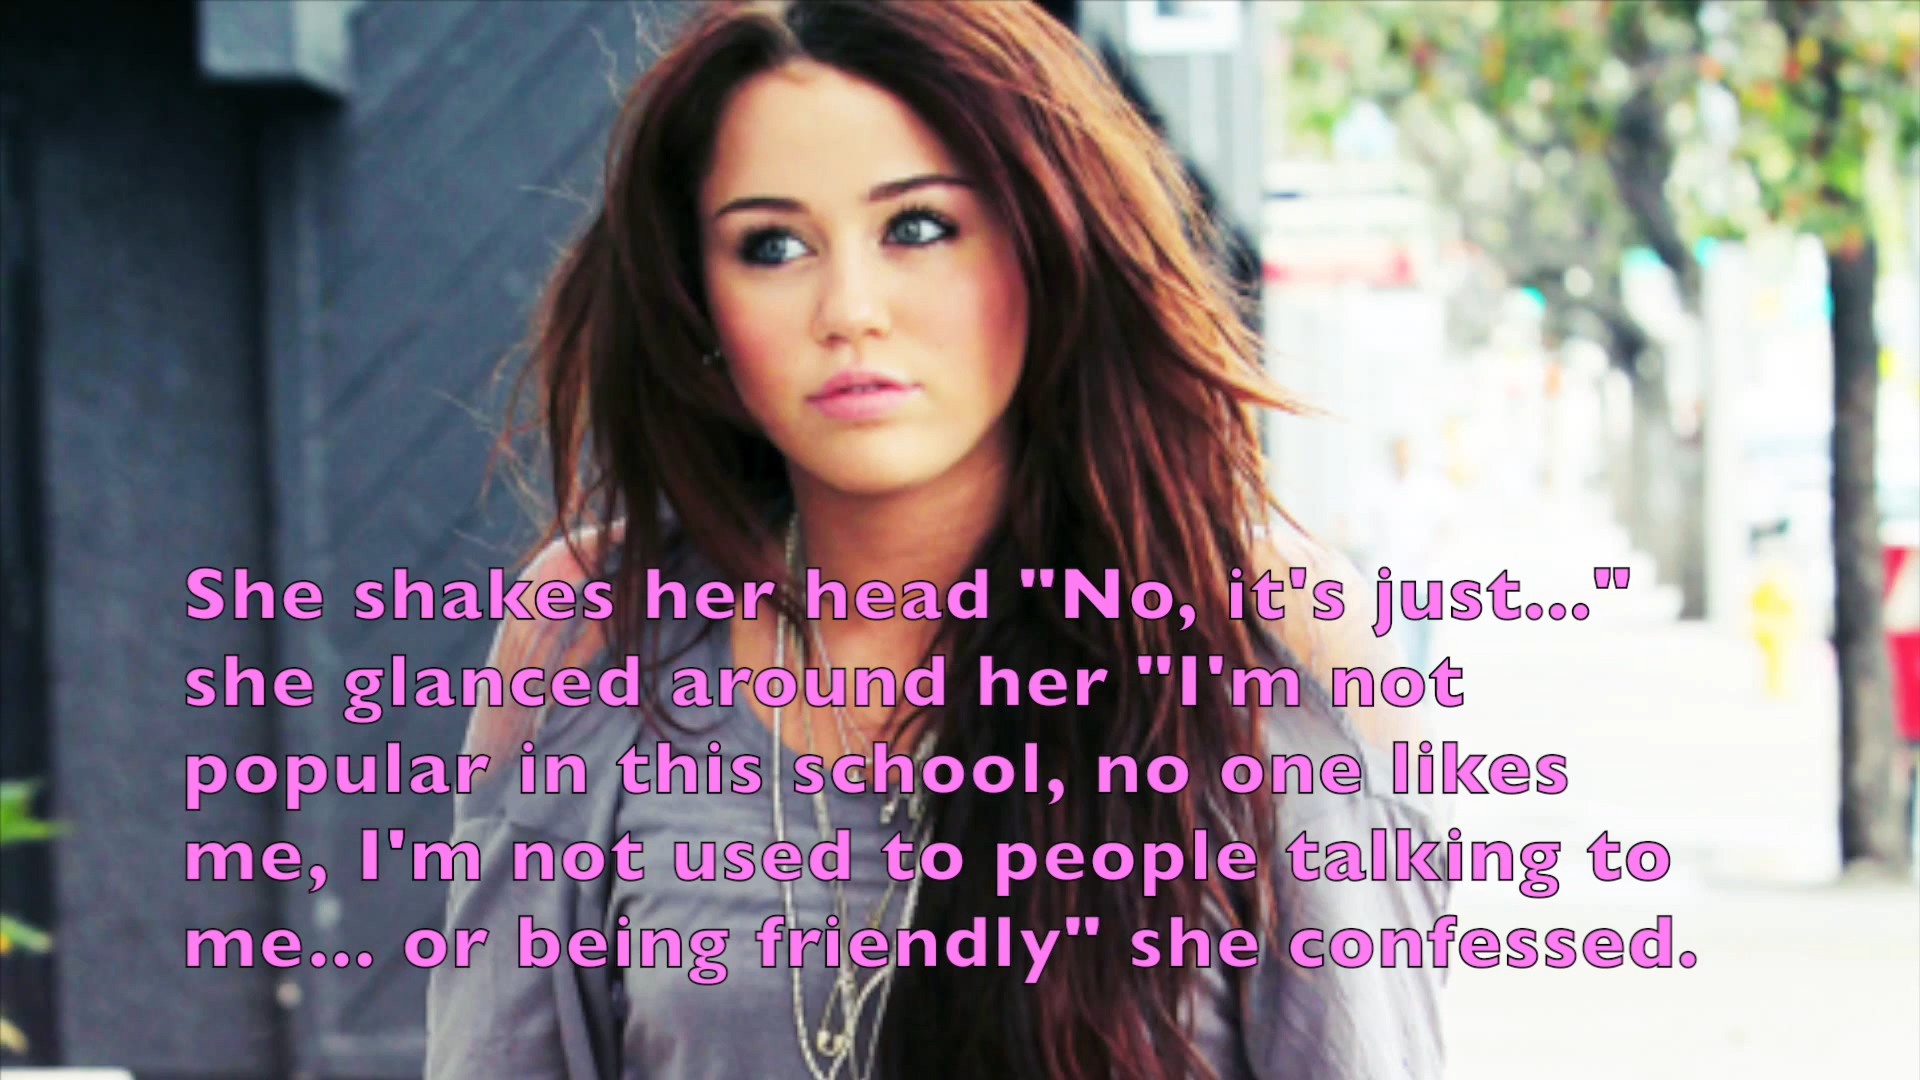 She shakes her head "No, it's just..."
she glanced around her "I'm not
popular in this school, no one likes
me, I'm not used to people talking to
me... or being friendly" she confessed.